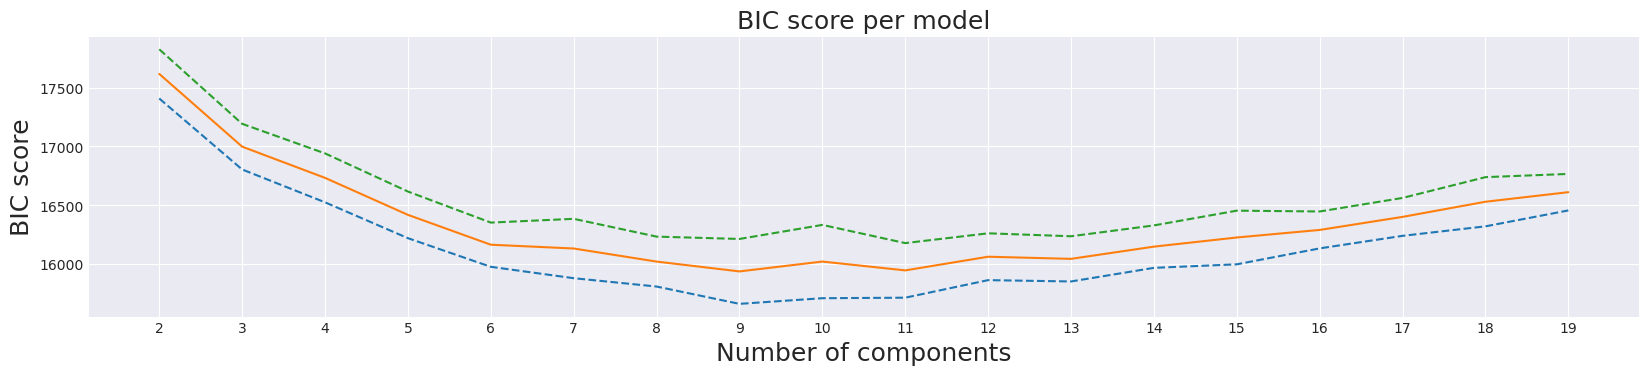 BIC score per model
BIC score
17500
17000
16500
16000
2 3 4 5 6 7 8 9 10 11 12 13 14 15 16 17 18 19
Number of components